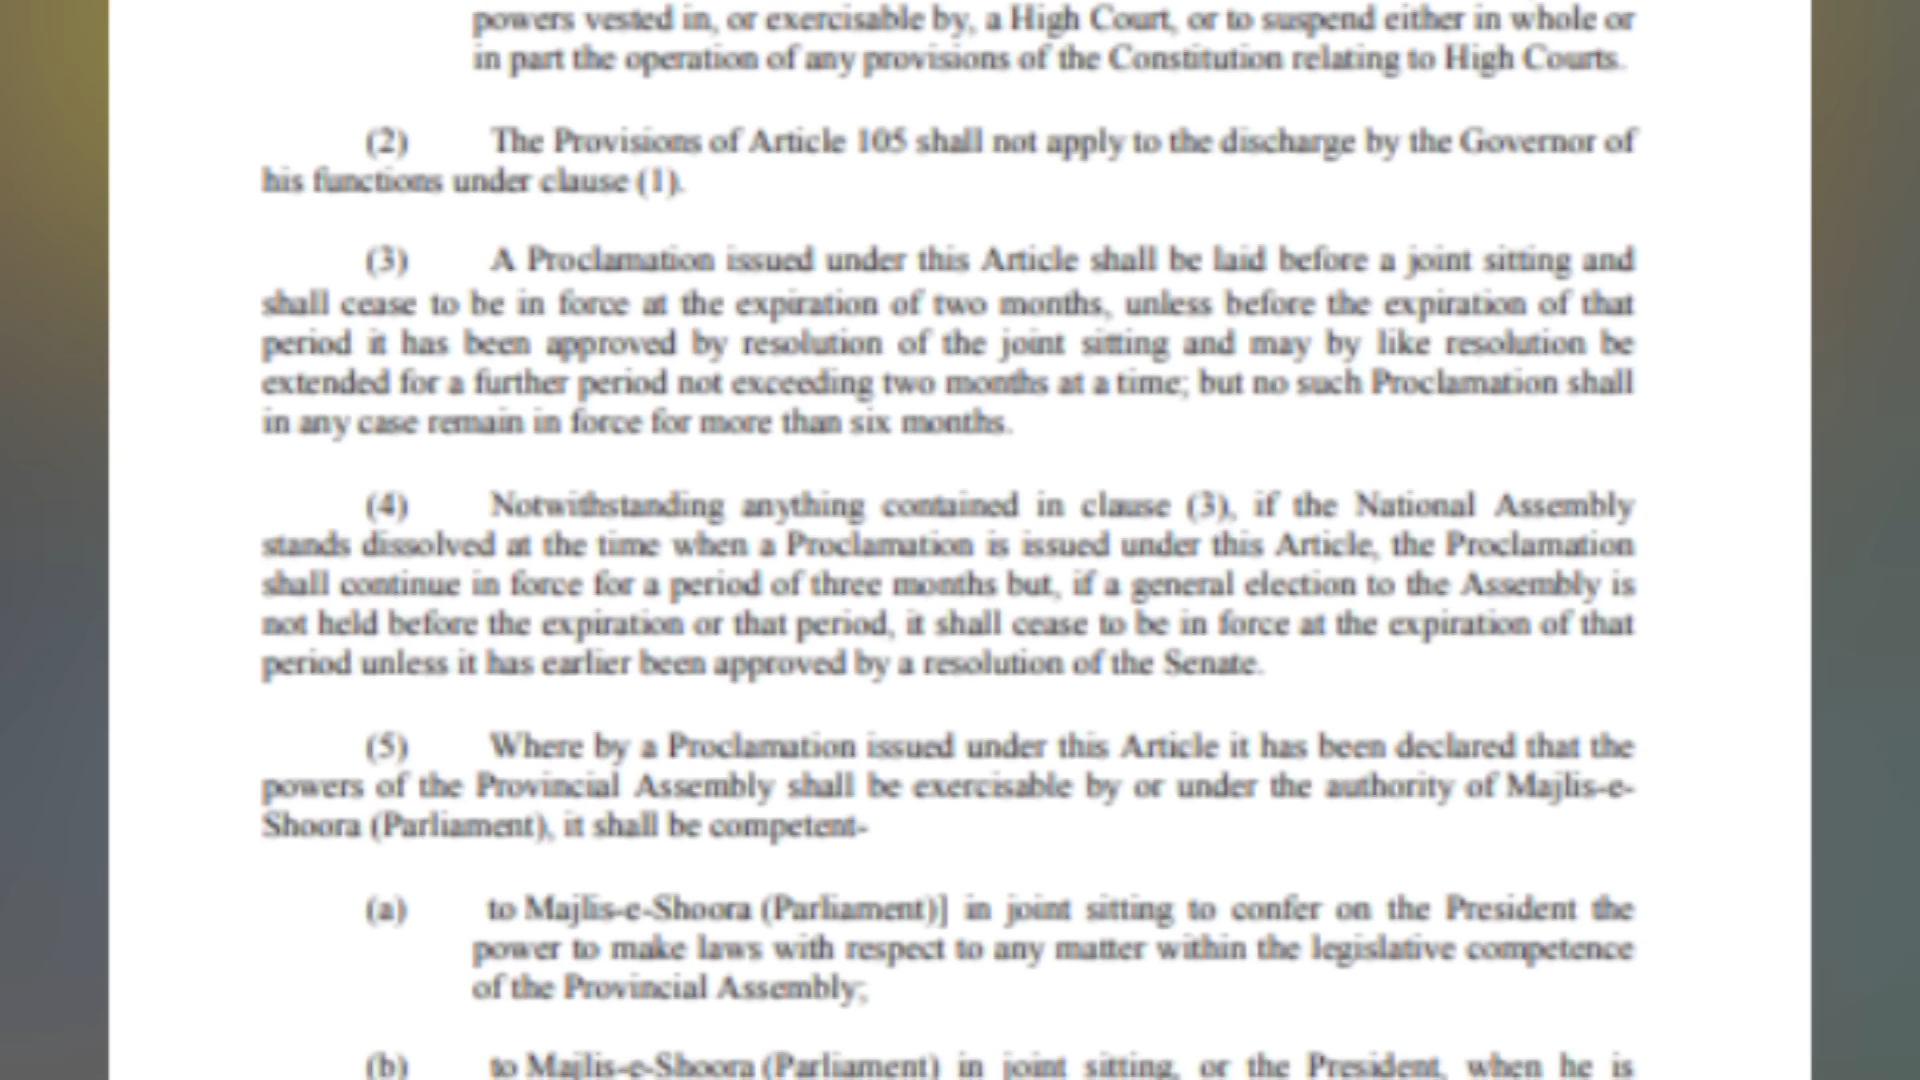 powers vested in, or exercisable by, a High Court, or to suspend either in whole or
in part the operation of any provisions of the Constitution relating to High Courts.
(2) The Provisions of Article 105 shall not apply to the discharge by the Governor of
his functions under clause (1).
(3) A Proclamation issued under this Article shall be laid before a joint sitting and
shall cease to be in force at the expiration of two months, unless before the expiration of that
period it has been approved by resolution of the joint sitting and may by like resolution be
extended for a further period not exceeding two months at a time; but no such Proclamation shall
in any case remain in force for more than six months.
(4) Notwithstanding anything contained in clause (3), if the National Assembly
stands dissolved at the time when a Proclamation is issued under this Article, the Proclamation
shall continue in force for a period of three months but, if a general election to the Assembly is
not held before the expiration or that period, it shall cease to be in force at the expiration of that
period unless it has earlier been approved by a resolution of the Senate.
(5) Where by a Proclamation issued under this Article it has been declared that the
powers of the Provincial Assembly shall be exercisable by or under the authority of Majlis-e-
Shoora (Parliament), it shall be competent-
(a) to Majlis-e-Shoora (Parliament)] in joint sitting to confer on the President the
power to make laws with respect to any matter within the legislative competence
of the Provincial Assembly;
(b) to Majlis-e-Shoora (Parliament) in joint sitting, or the President, when he is